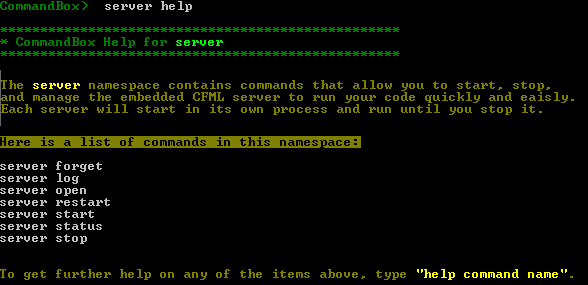 CommandBox> server help
**************************************************
* CommandBox Help for server
**************************************************
The server namespace contains commands that allow you to start, stop,
and manage the embedded CFML server to run your code quickly and eaisly.
Each server will start in its own process and run until you stop it.
Here is a list of commands in this namespace:
server forget
server log
server open
server restart
server start
server status
server stop
To get further help on any of the items above, type "help command name".